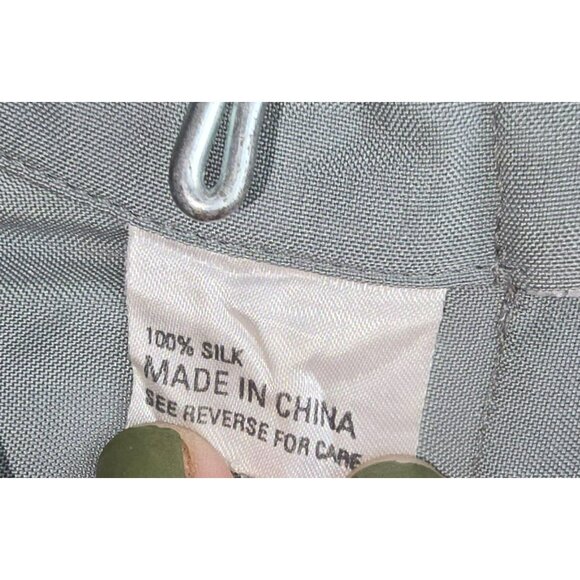 100% SILK
MADE IN CHINA
SEE REVERSE FOR CARE